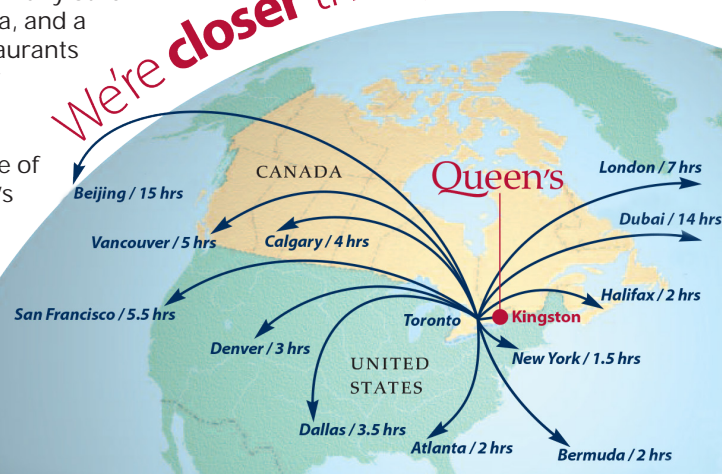 a, and a
aurants
e of
's
We're closer
CANADA
Queen's
London / 7 hrs
Beijing / 15 hrs
Dubai / 14 hrs
Vancouver / 5 hrs
Calgary / 4 hrs
Halifax / 2 hrs
San Francisco / 5.5 hrs
Toronto
Kingston
Denver / 3 hrs
New York / 1.5 hrs
UNITED
STATES
Dallas / 3.5 hrs
Atlanta / 2 hrs
Bermuda / 2 hrs